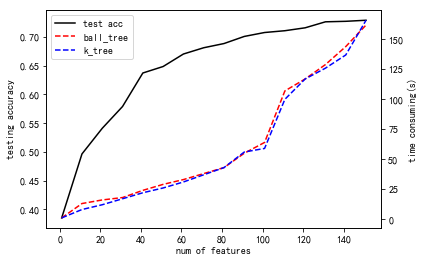 test acc
ball_tree
k_tree
0.70
0.65
0.60
0.55
0.50
0.45
0.40
testing accuracy
150
125
100
75
50
25
0
time consuming(s)
0 20 40 60 80 100 120 140
num of features